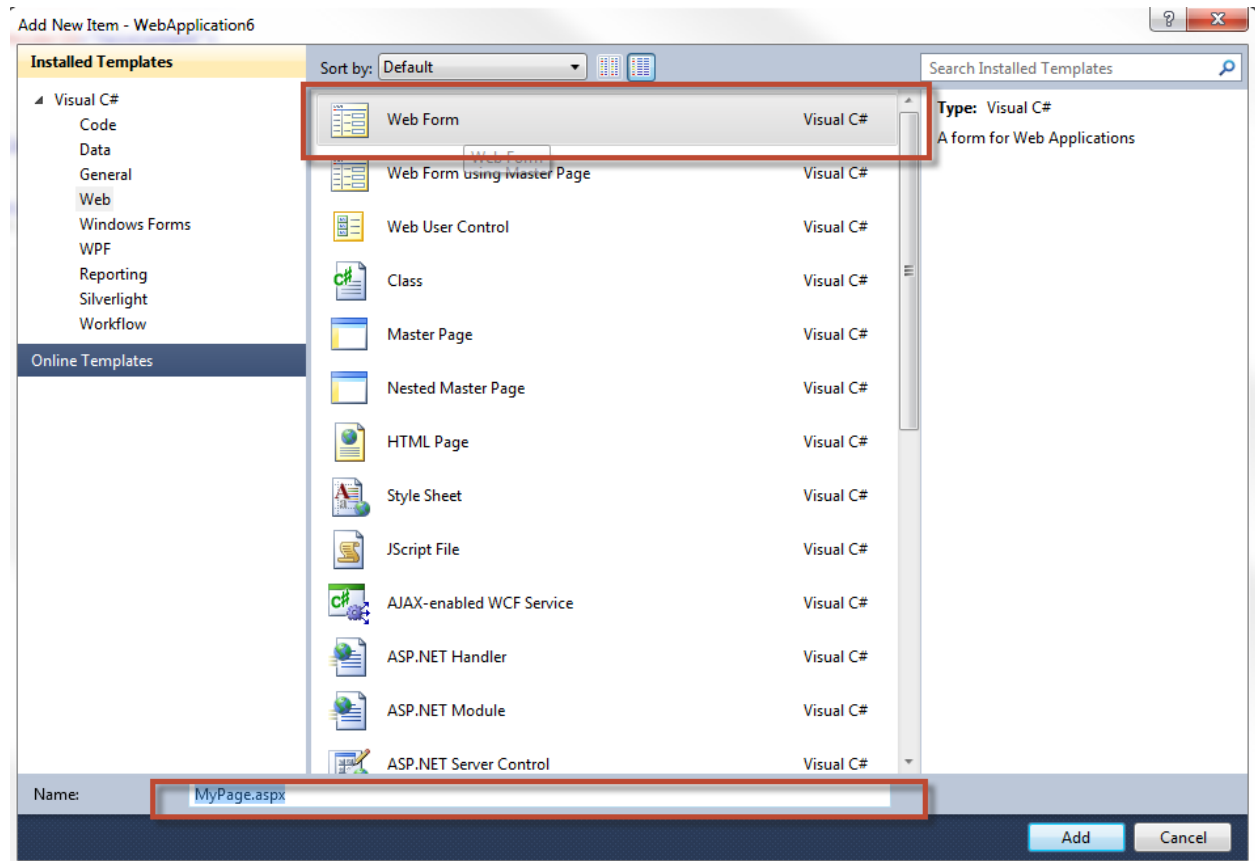 Add New Item - WebApplication6
?
Installed Templates
Sort by: Default
Search Installed Templates
Visual C#
Code
Data
General
Web
Windows Forms
WPF
Reporting
Silverlight
Workflow
Online Templates
Web Form Visual C#
Web Form
Web Form using Master Page Visual C#
Web User Control Visual C#
Class Visual C#
Master Page Visual C#
Nested Master Page Visual C#
HTML Page Visual C#
Style Sheet Visual C#
JScript File Visual C#
AJAX-enabled WCF Service Visual C#
ASP.NET Handler Visual C#
ASP.NET Module Visual C#
ASP.NET Server Control Visual C#
Type: Visual C#
A form for Web Applications
Name: MyPage.aspx
Add Cancel